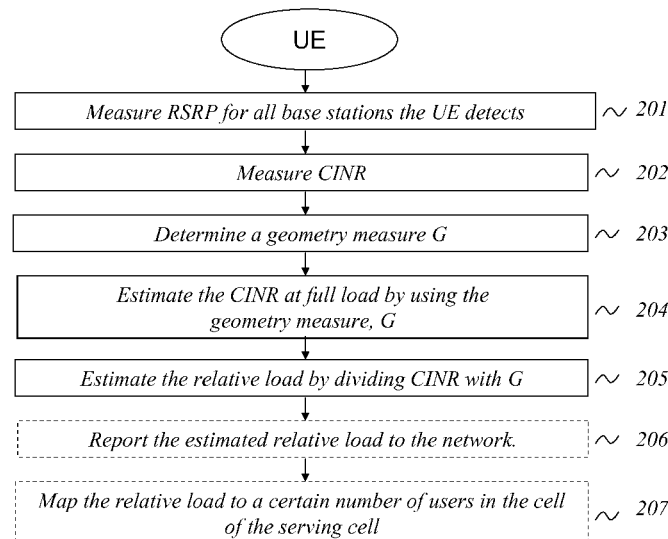 UE
Measure RSRP for all base stations the UE detects
201
Measure CINR
202
Determine a geometry measure G
203
Estimate the CINR at full load by using the
geometry measure, G
204
Estimate the relative load by dividing CINR with G
205
Report the estimated relative load to the network.
206
Map the relative load to a certain number of users in the cell
of the serving cell
207